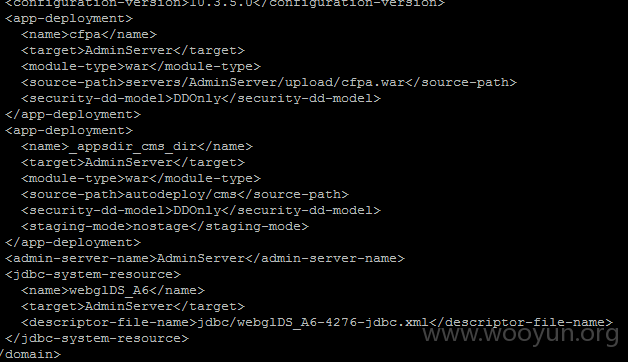 <configuration-version>10.3.5.0</configuration-version>
<app-deployment>
<name>cfpa</name>
<target>AdminServer</target>
<module-type>war</module-type>
<source-path>servers/AdminServer/upload/cfpa.war</source-path>
<security-dd-model>DDOnly</security-dd-model>
</app-deployment>
<app-deployment>
<name>_appsdir_cms_dir</name>
<target>AdminServer</target>
<module-type>war</module-type>
<source-path>autodeploy/cms</source-path>
<security-dd-model>DDOnly</security-dd-model>
<staging-mode>nostage</staging-mode>
</app-deployment>
<admin-server-name>AdminServer</admin-server-name>
<jdbc-system-resource>
<name>webglDS_A6</name>
<target>AdminServer</target>
<descriptor-file-name>jdbc/webglDS_A6-4276-jdbc.xml</descriptor-file-name>
</jdbc-system-resource>
/domain>
www.wooyun.org